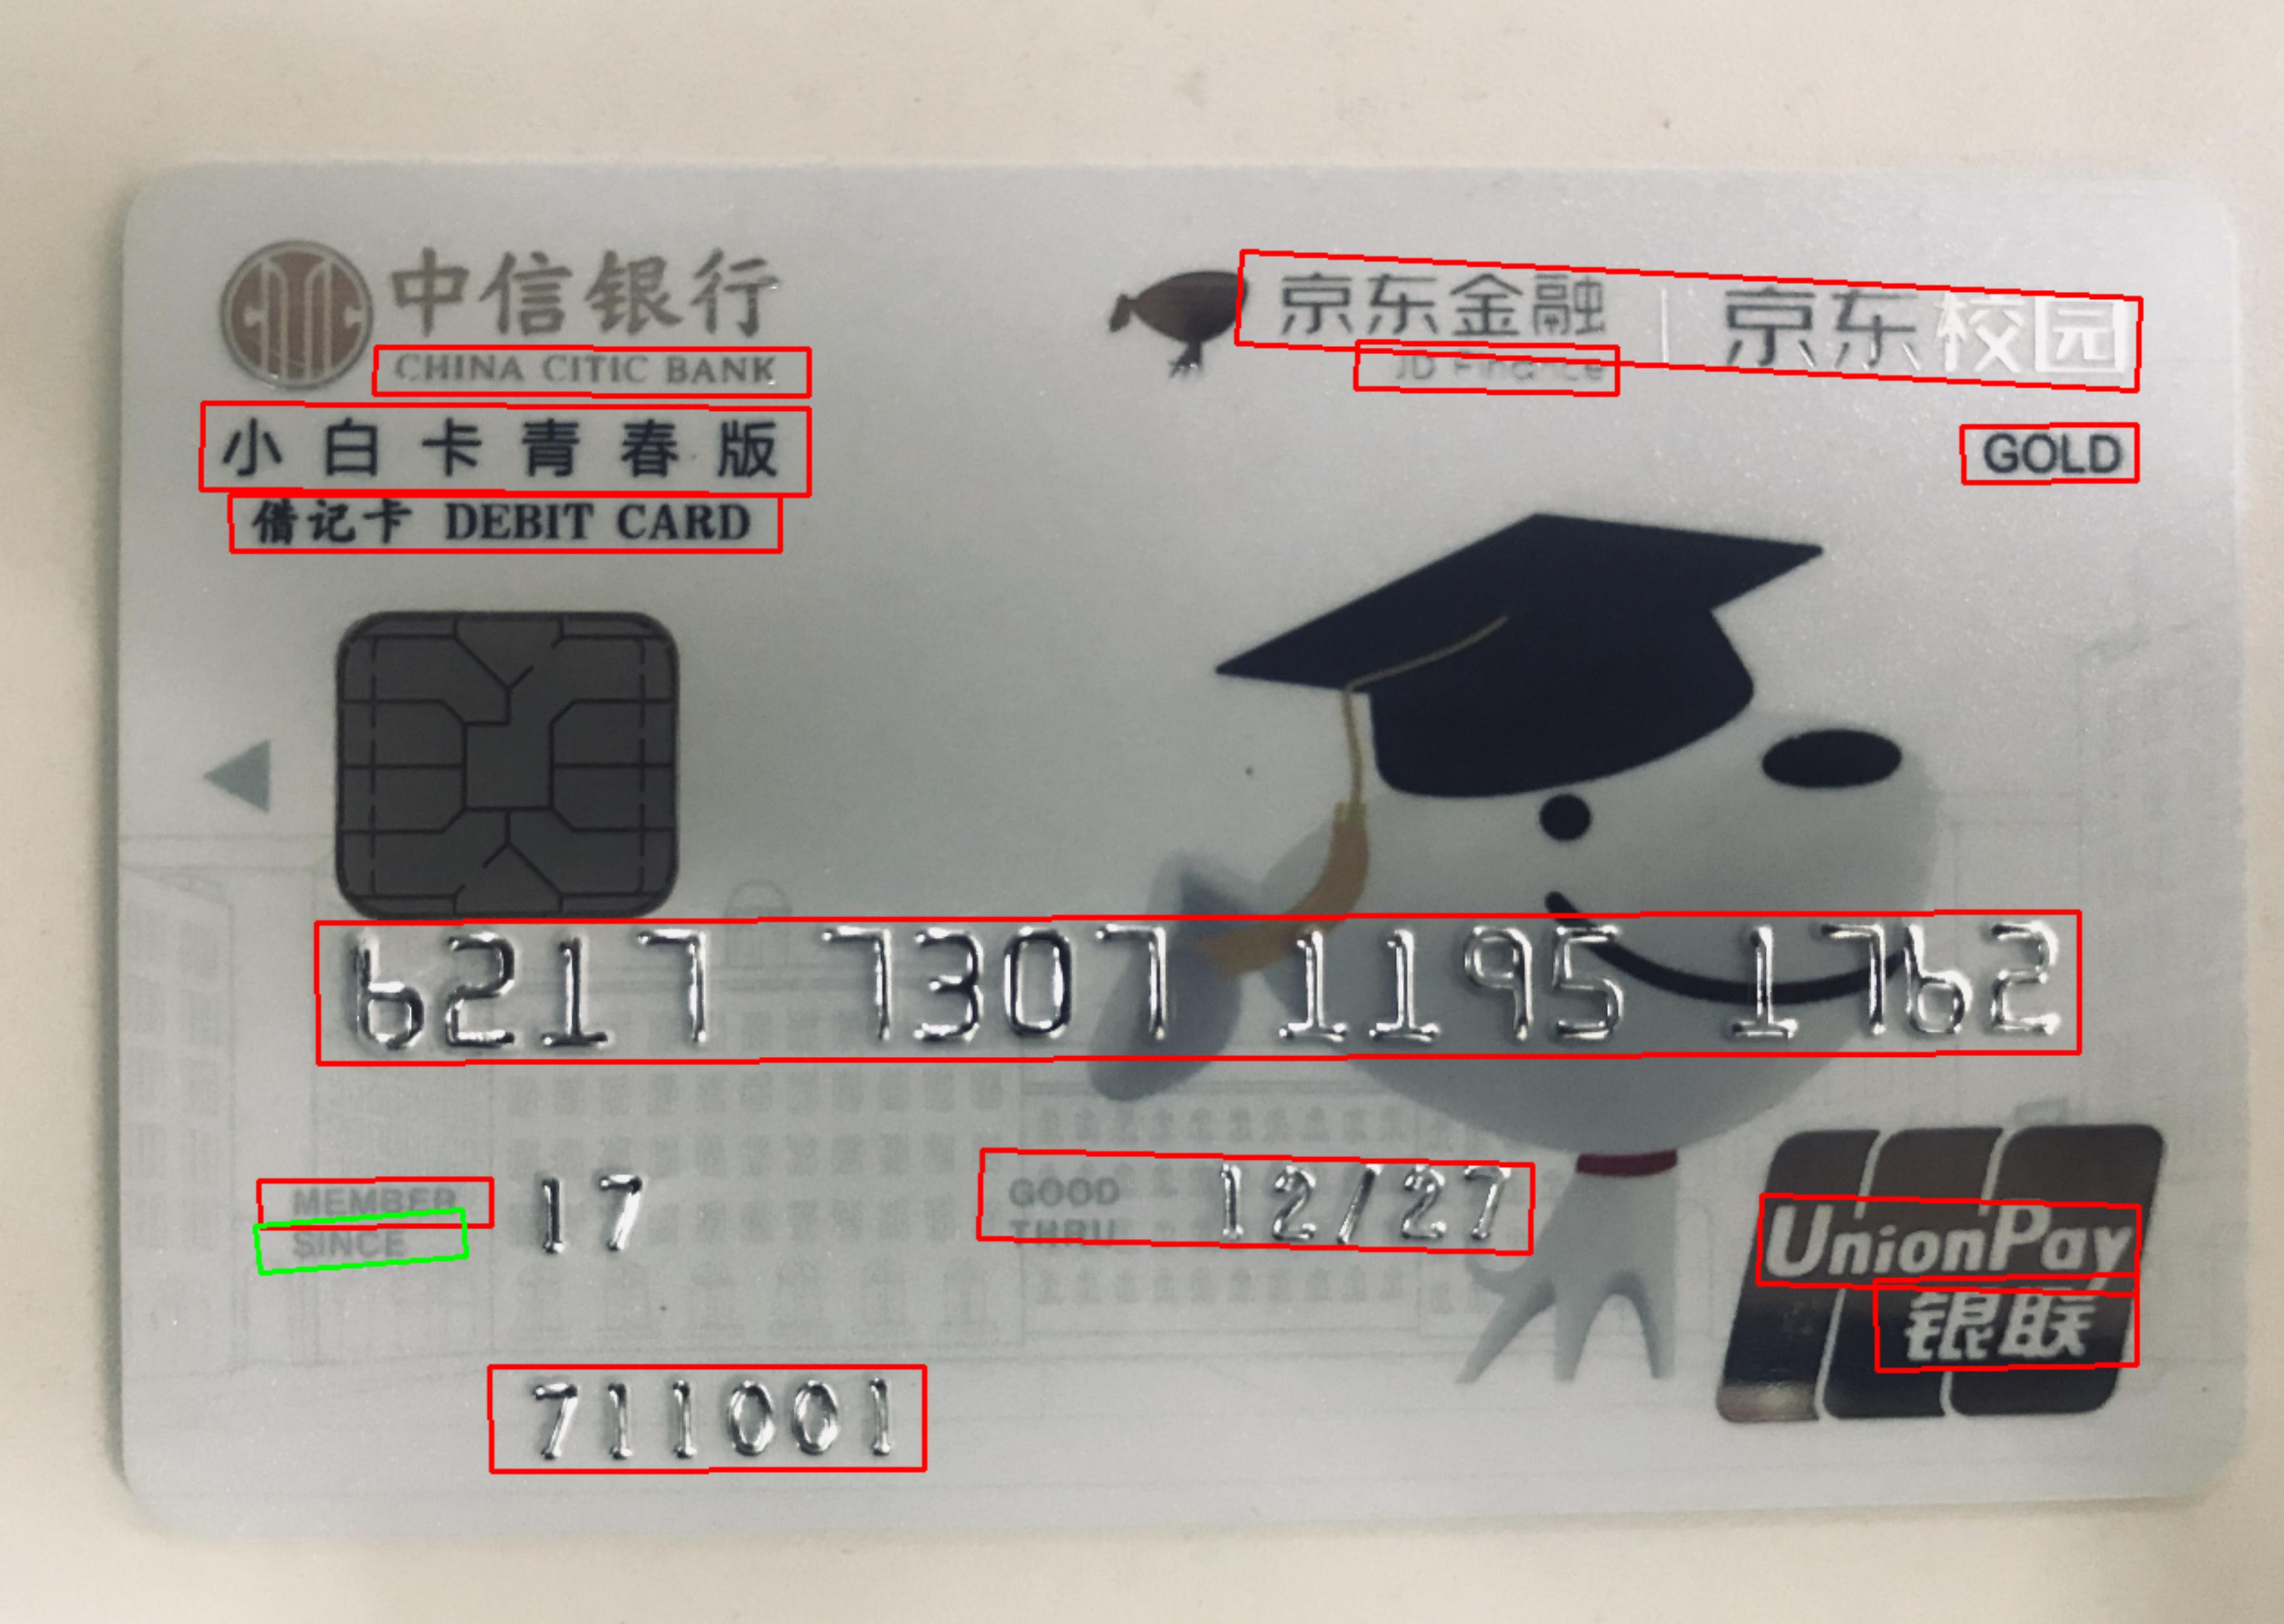 中信银行
CHINA CITIC BANK
京东金融 | 京东校园
JD Finance
小白卡青春版
GOLD
借记卡 DEBIT CARD
6217 7307 1195 1762
MEMBER SINCE 17
GOOD THRU 12/27
UnionPay
银联
711001